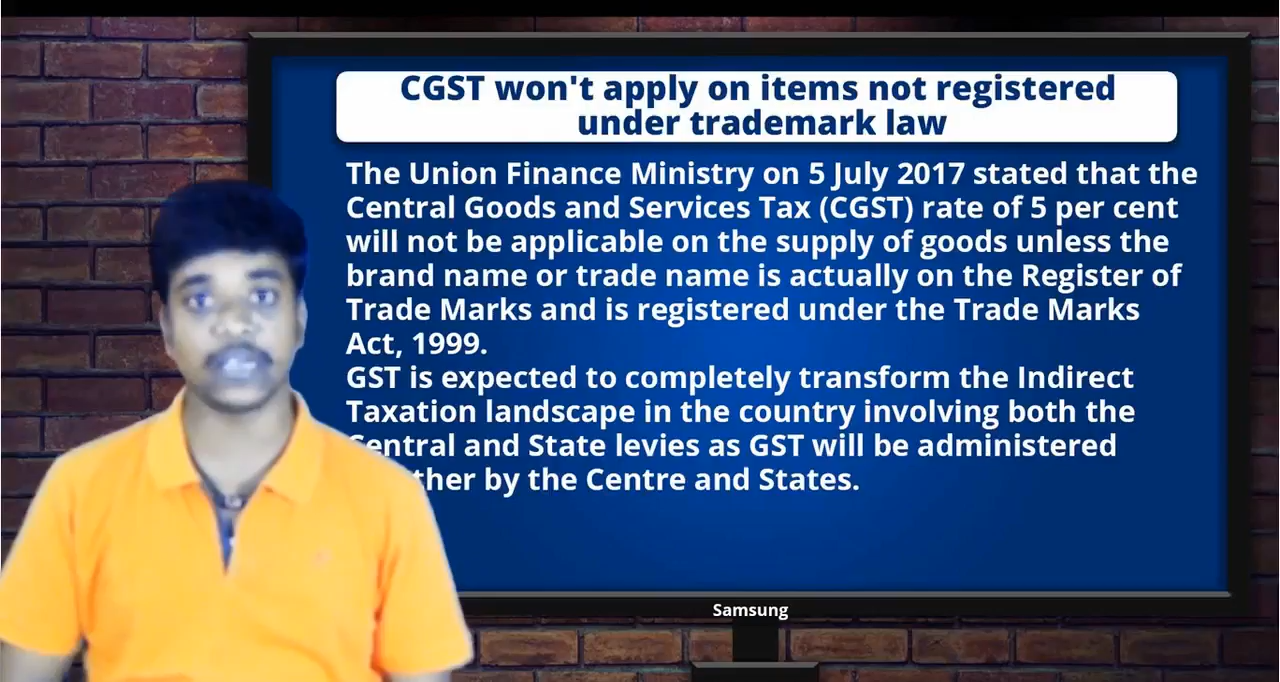 CGST won't apply on items not registered
under trademark law
The Union Finance Ministry on 5 July 2017 stated that the
Central Goods and Services Tax (CGST) rate of 5 per cent
will not be applicable on the supply of goods unless the
brand name or trade name is actually on the Register of
Trade Marks and is registered under the Trade Marks
Act, 1999.
GST is expected to completely transform the Indirect
Taxation landscape in the country involving both the
Central and State levies as GST will be administered
by the Centre and States.
Samsung